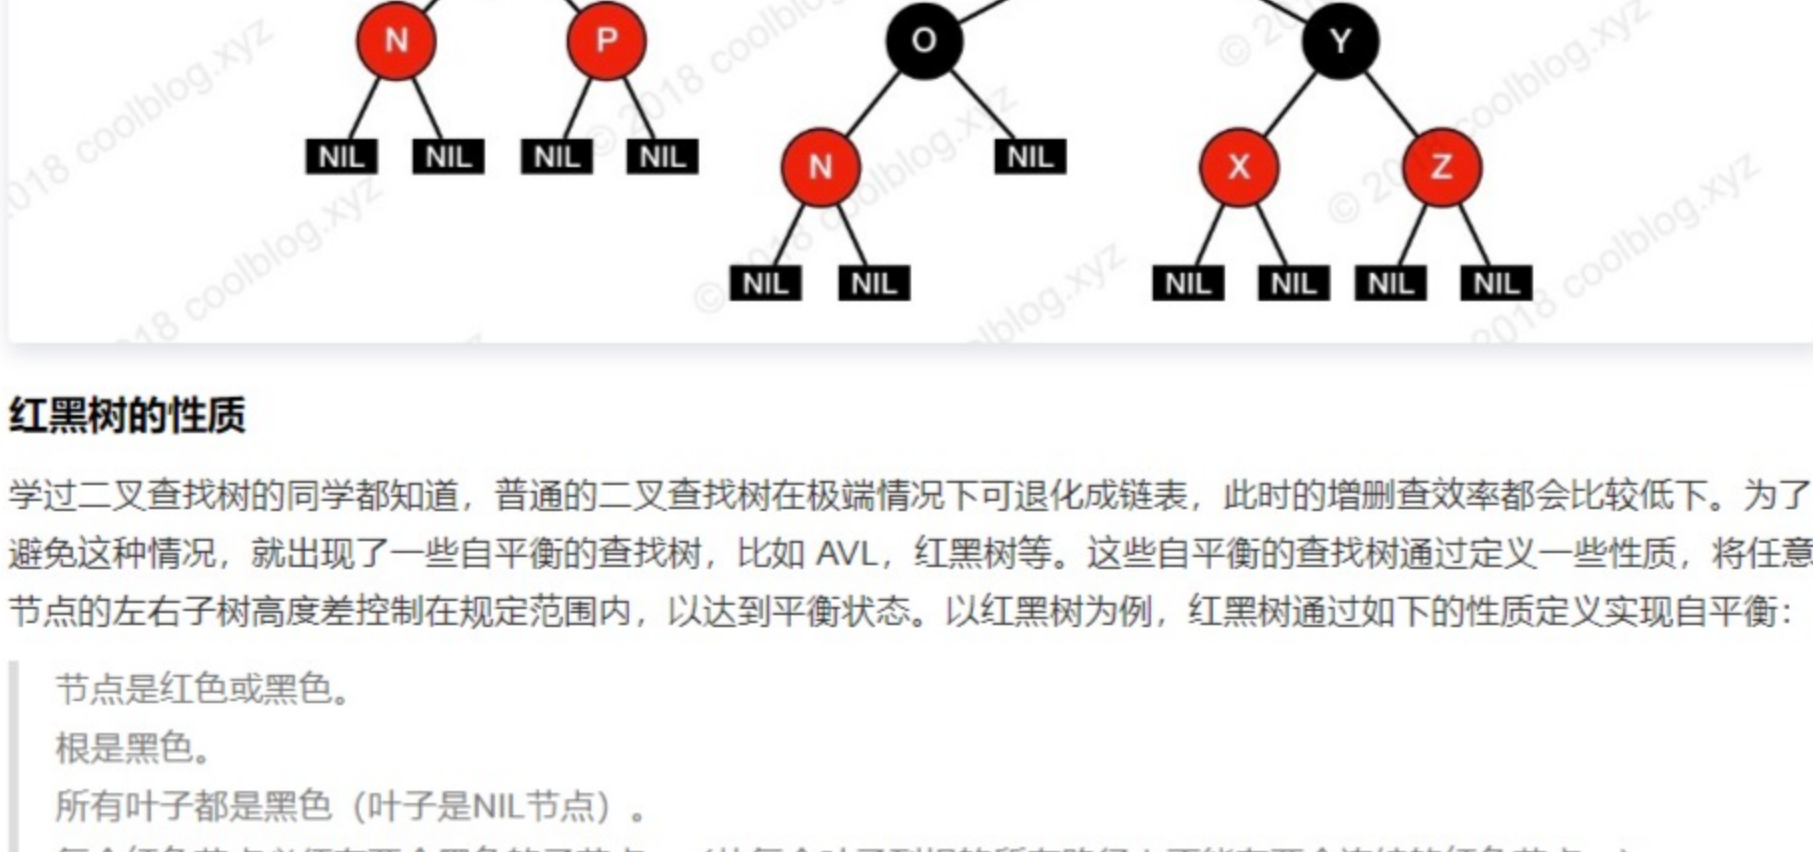 N P O Y
NIL NIL NIL NIL N NIL X Z
NIL NIL NIL NIL NIL NIL
© 2018 coolblog.xyz
红黑树的性质
学过二叉查找树的同学都知道，普通的二叉查找树在极端情况下可退化成链表，此时的增删查效率都会比较低下。为了
避免这种情况，就出现了一些自平衡的查找树，比如 AVL，红黑树等。这些自平衡的查找树通过定义一些性质，将任意
节点的左右子树高度差控制在规定范围内，以达到平衡状态。以红黑树为例，红黑树通过如下的性质定义实现自平衡：
节点是红色或黑色。
根是黑色。
所有叶子都是黑色（叶子是NIL节点）。